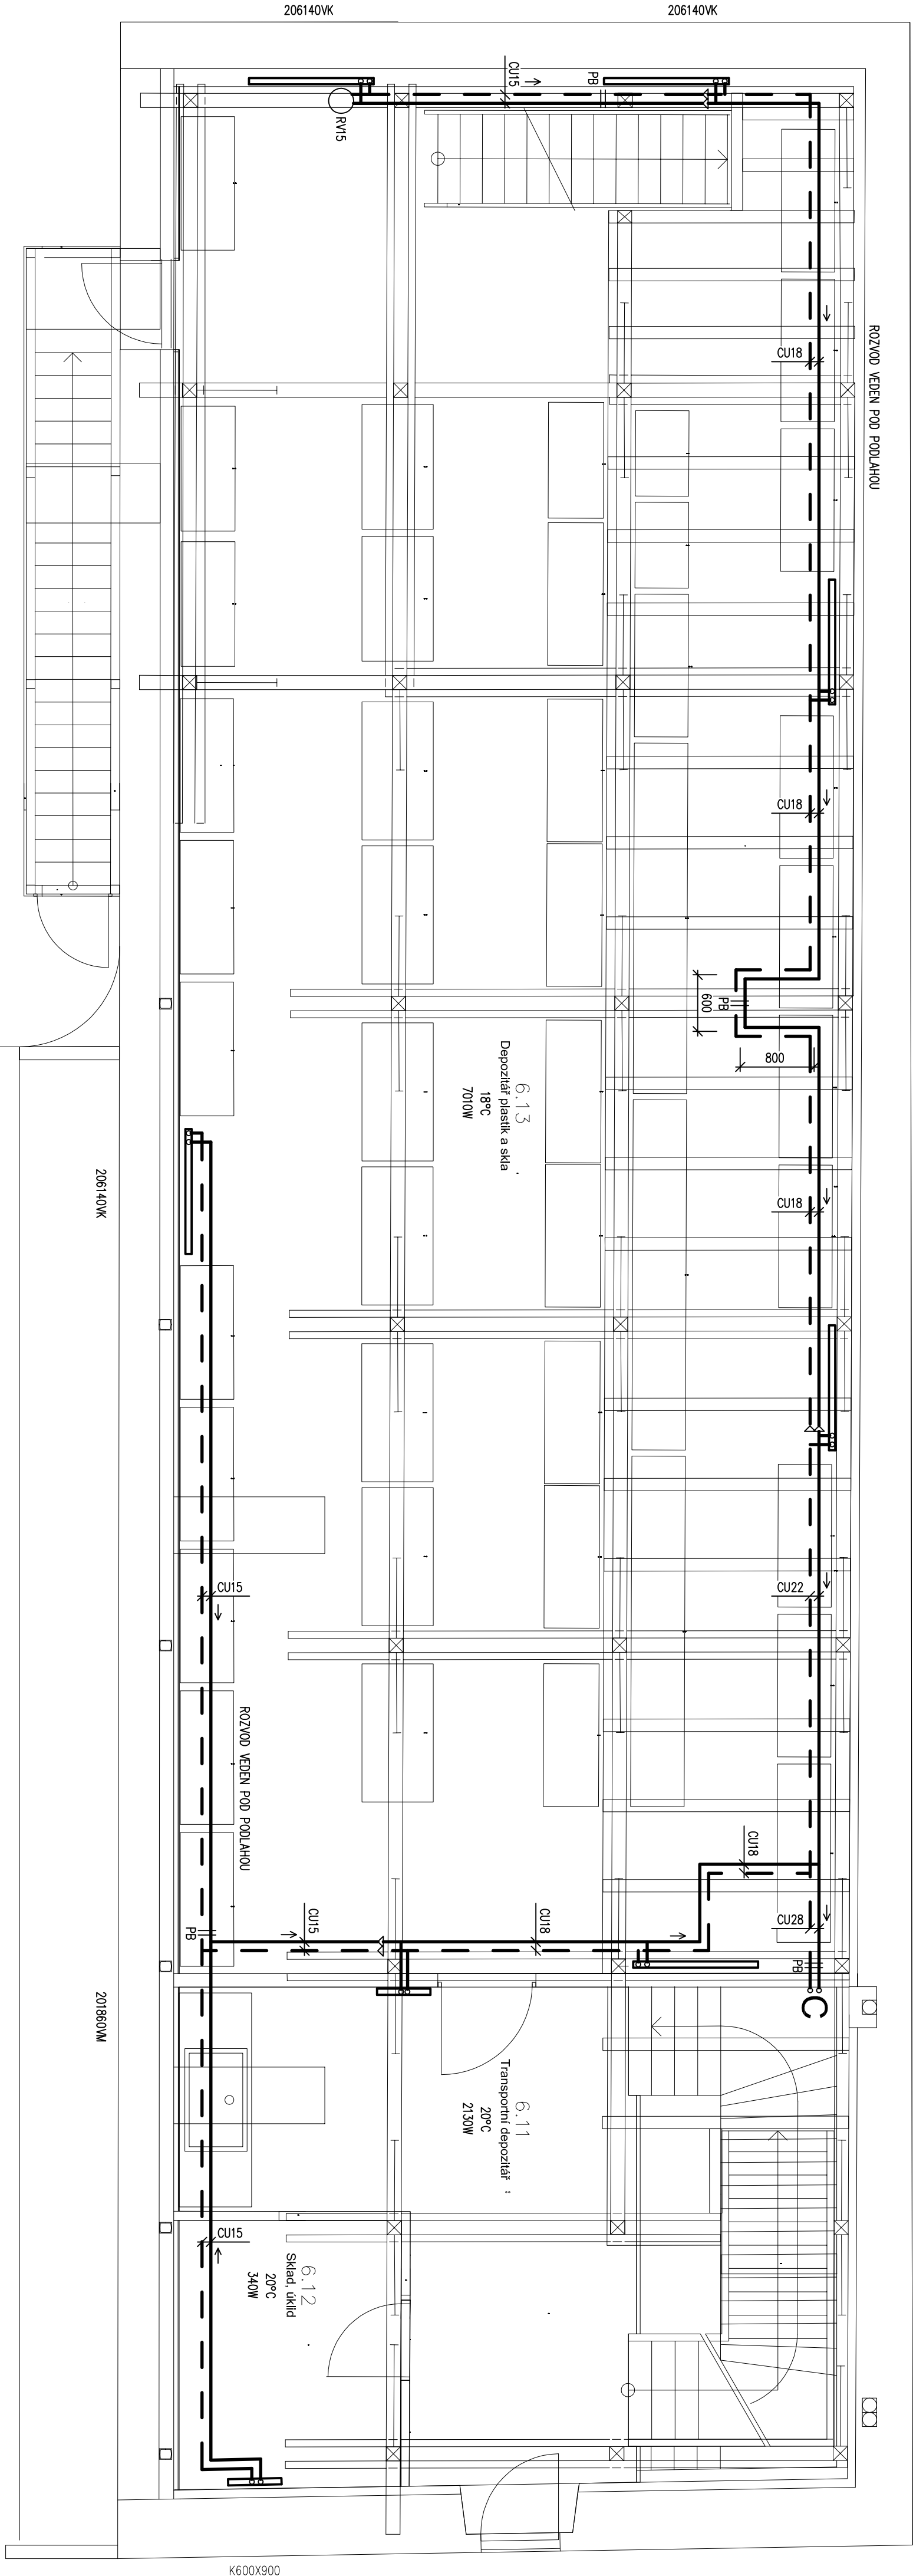 206140VK
206140VK
CU15
PB
RV15
ROZVOD VEDEN POD PODLAHOU
CU18
CU18
600
PB
800
6.13
Depozitář plastik a skla
18°C
7010W
206140VK
CU18
CU15
CU22
ROZVOD VEDEN POD PODLAHOU
CU18
CU15
CU18
CU28
PB
PB
C
201860VM
6.11
Transportní depozitář
20°C
2130W
CU15
6.12
Sklad, úklid
20°C
340W
K600X900